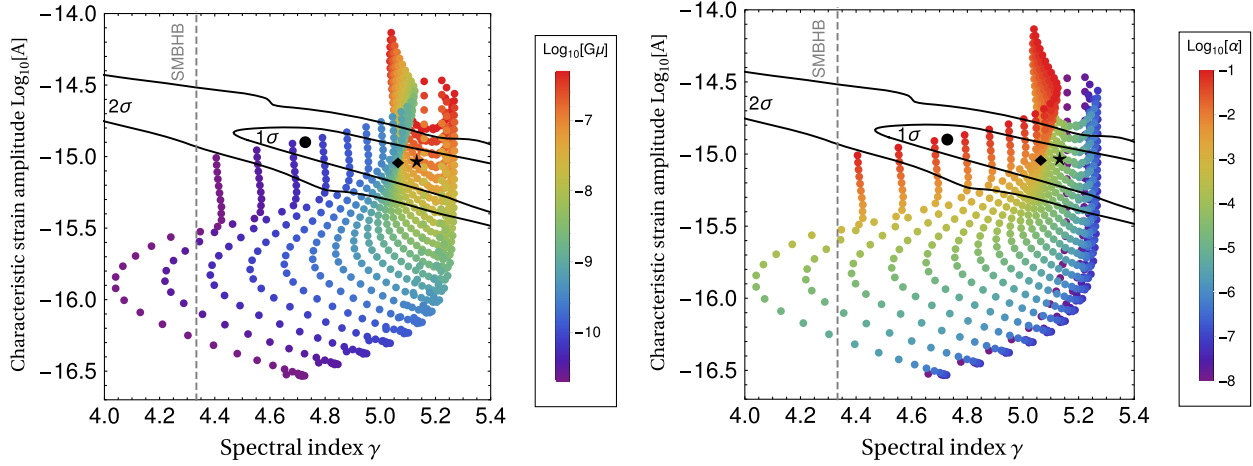 Characteristic strain amplitude Log₁₀[A]
−14.0
−14.5
−15.0
−15.5
−16.0
−16.5
SMBHB
2σ
1σ
4.0 4.2 4.4 4.6 4.8 5.0 5.2 5.4
Spectral index γ
Log₁₀[Gμ]
−7
−8
−9
−10
Characteristic strain amplitude Log₁₀[A]
−14.0
−14.5
−15.0
−15.5
−16.0
−16.5
SMBHB
2σ
1σ
4.0 4.2 4.4 4.6 4.8 5.0 5.2 5.4
Spectral index γ
Log₁₀[α]
−1
−2
−3
−4
−5
−6
−7
−8